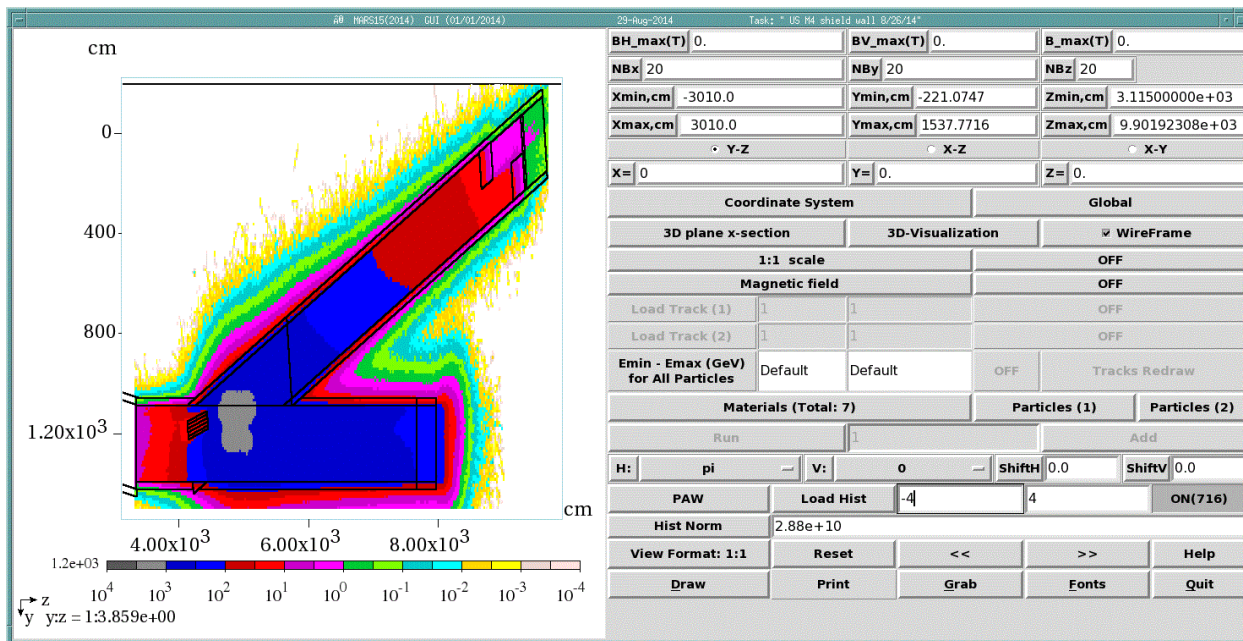 âΘ MARS15(2014) GUI (01/01/2014) 29-Aug-2014 Task: " US M4 shield wall 8/26/14"
cm
0
400
800
1.20x10³
cm
4.00x10³ 6.00x10³ 8.00x10³
1.2e+03
10⁴ 10³ 10² 10¹ 10⁰ 10⁻¹ 10⁻² 10⁻³ 10⁻⁴
z
y y:z = 1:3.859e+00
BH_max(T) 0. BV_max(T) 0. B_max(T) 0.
NBx 20 NBy 20 NBz 20
Xmin,cm -3010.0 Ymin,cm -221.0747 Zmin,cm 3.11500000e+03
Xmax,cm 3010.0 Ymax,cm 1537.7716 Zmax,cm 9.90192308e+03
Y-Z X-Z X-Y
X= 0 Y= 0. Z= 0.
Coordinate System Global
3D plane x-section 3D-Visualization WireFrame
1:1 scale OFF
Magnetic field OFF
Load Track (1) 1 1 OFF
Load Track (2) 1 1 OFF
Emin - Emax (GeV)
for All Particles Default Default OFF Tracks Redraw
Materials (Total: 7) Particles (1) Particles (2)
Run 1 Add
H: pi V: 0 ShiftH 0.0 ShiftV 0.0
PAW Load Hist -4 4 ON(716)
Hist Norm 2.88e+10
View Format: 1:1 Reset << >> Help
Draw Print Grab Fonts Quit